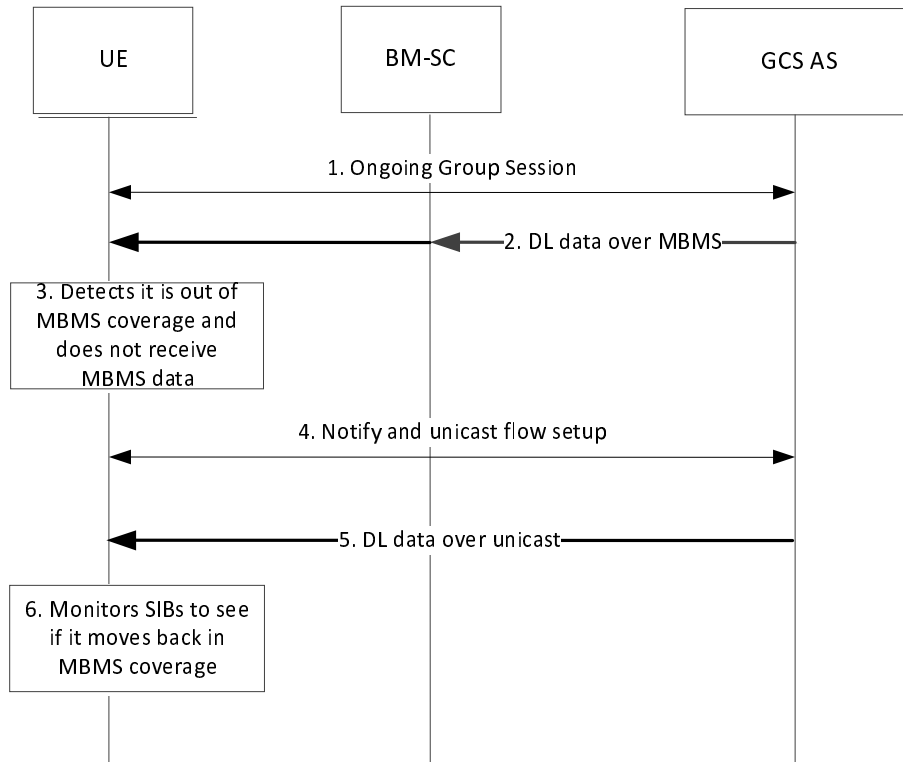 UE
BM-SC
GCS AS
1. Ongoing Group Session
2. DL data over MBMS
3. Detects it is out of
MBMS coverage and
does not receive
MBMS data
4. Notify and unicast flow setup
5. DL data over unicast
6. Monitors SIBs to see
if it moves back in
MBMS coverage